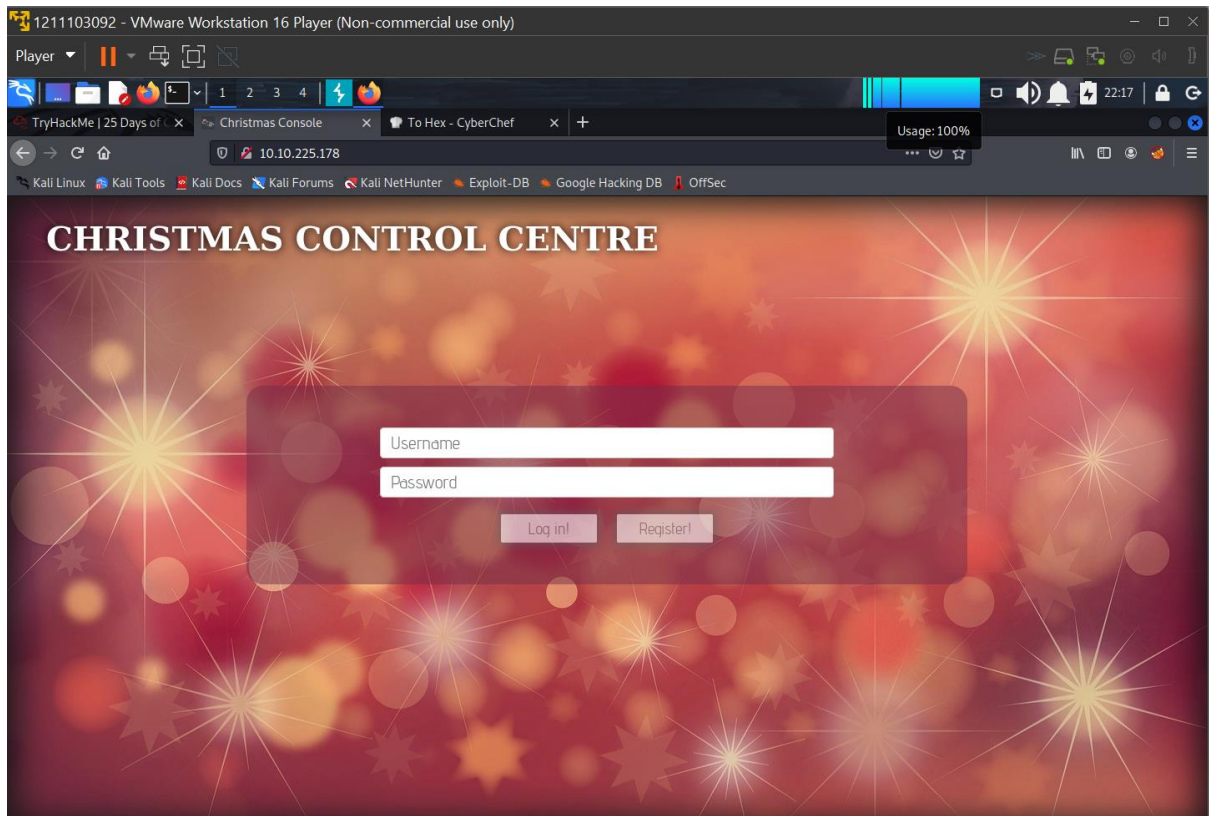 1211103092 - VMware Workstation 16 Player (Non-commercial use only)
Player
1 2 3 4 22:17
TryHackMe | 25 Days of C Christmas Console To Hex - CyberChef
Usage: 100%
10.10.225.178
Kali Linux Kali Tools Kali Docs Kali Forums Kali NetHunter Exploit-DB Google Hacking DB OffSec
CHRISTMAS CONTROL CENTRE
Username
Password
Log in! Register!